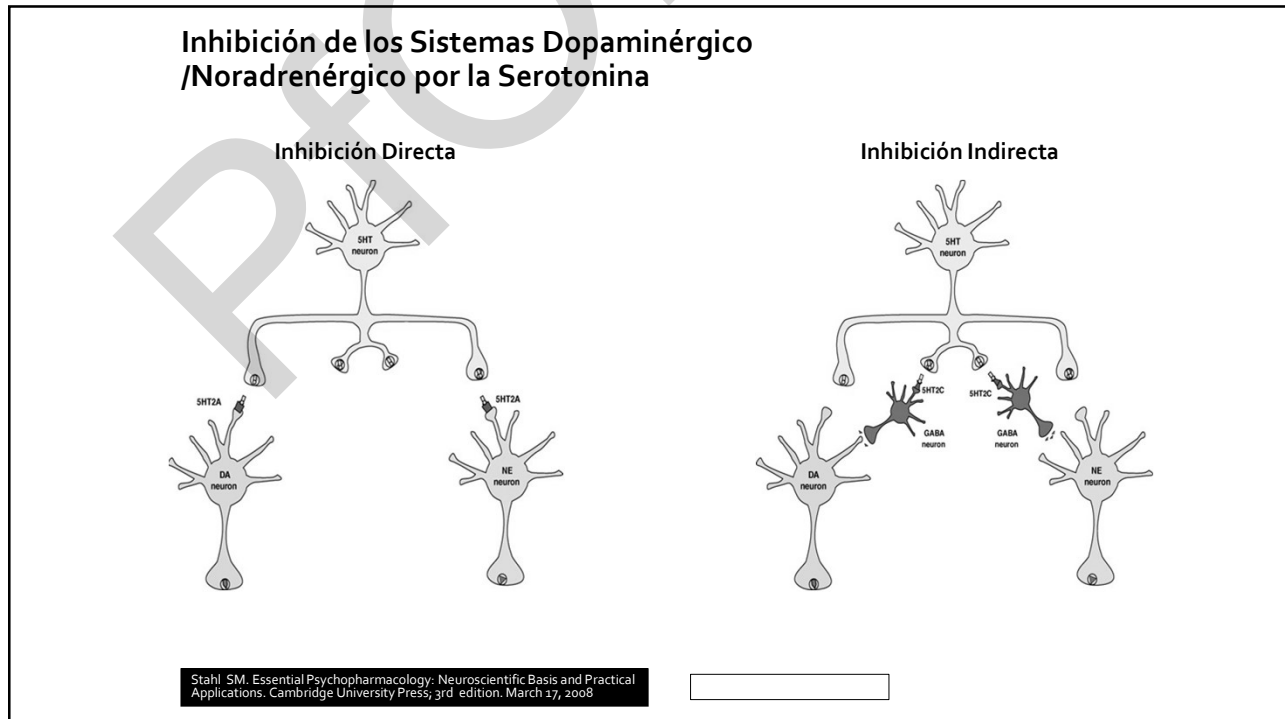 Inhibición de los Sistemas Dopaminérgico
/Noradrenérgico por la Serotonina
Inhibición Directa
5HT
neuron
5HT2A
5HT2A
DA
neuron
NE
neuron
Inhibición Indirecta
5HT
neuron
5HT2C
5HT2C
GABA
neuron
GABA
neuron
DA
neuron
NE
neuron
Stahl SM. Essential Psychopharmacology: Neuroscientific Basis and Practical
Applications. Cambridge University Press; 3rd edition. March 17, 2008